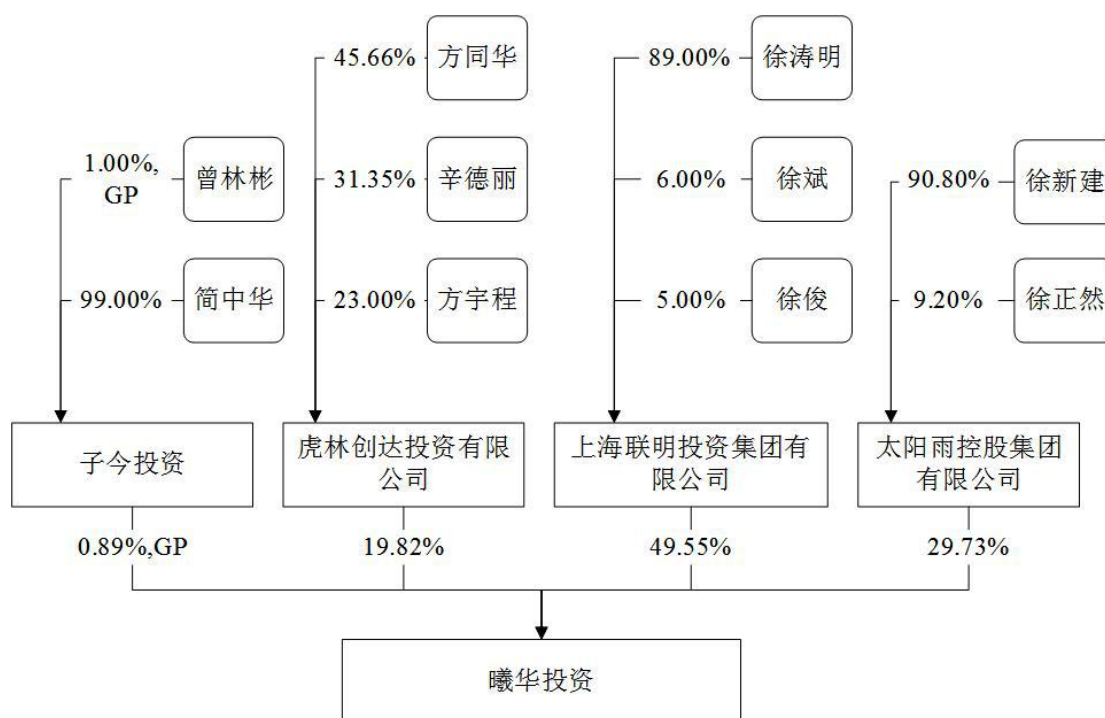 45.66%
方同华
89.00%
徐涛明
1.00%,
GP
曾林彬
31.35%
辛德丽
6.00%
徐斌
90.80%
徐新建
99.00%
简中华
23.00%
方宇程
5.00%
徐俊
9.20%
徐正然
子今投资
虎林创达投资有限
公司
上海联明投资集团有
限公司
太阳雨控股集团
有限公司
0.89%,GP
19.82%
49.55%
29.73%
曦华投资